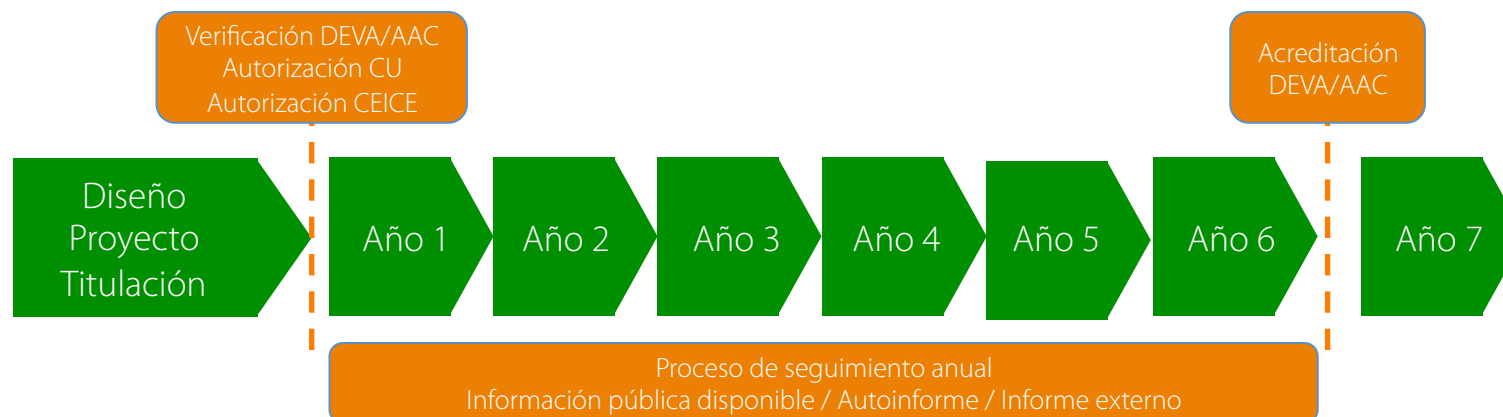 Verificación DEVA/AAC
Autorización CU
Autorización CEICE
Acreditación
DEVA/AAC
Diseño
Proyecto
Titulación
Año 1
Año 2
Año 3
Año 4
Año 5
Año 6
Año 7
Proceso de seguimiento anual
Información pública disponible / Autoinforme / Informe externo